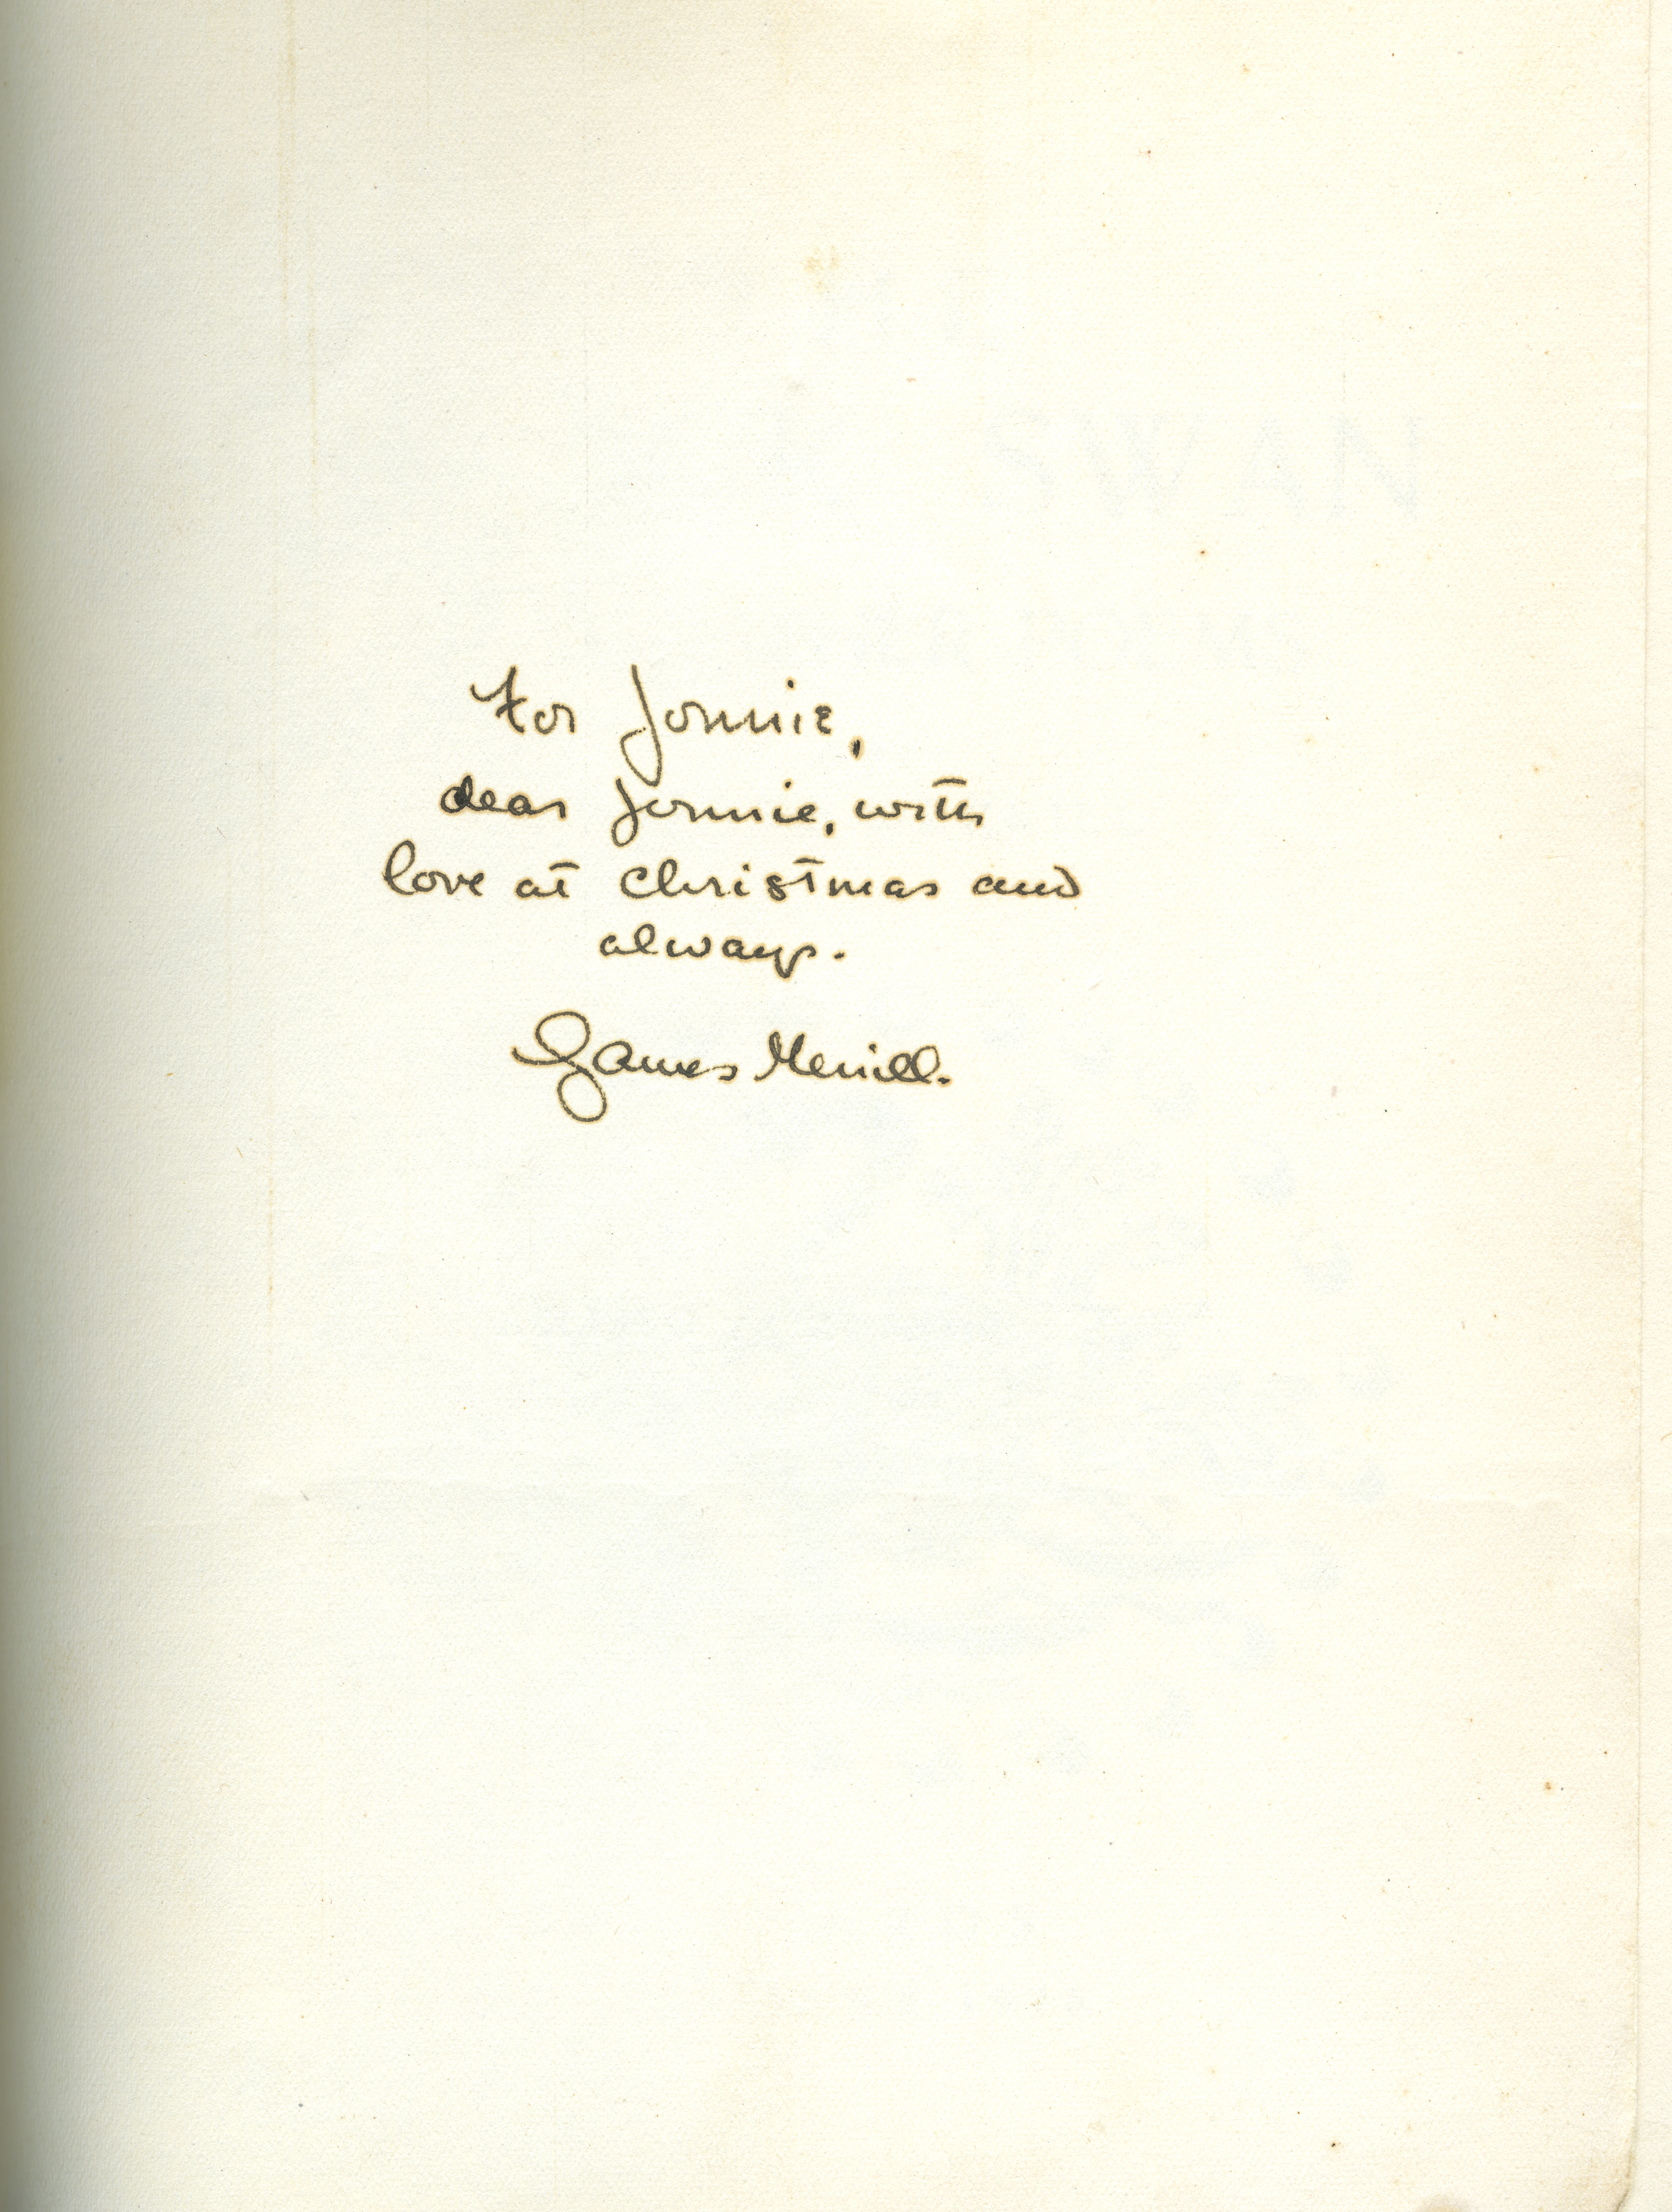 For Jonnie,
dear Jonnie, with
love at Christmas and
always.
James Merrill.